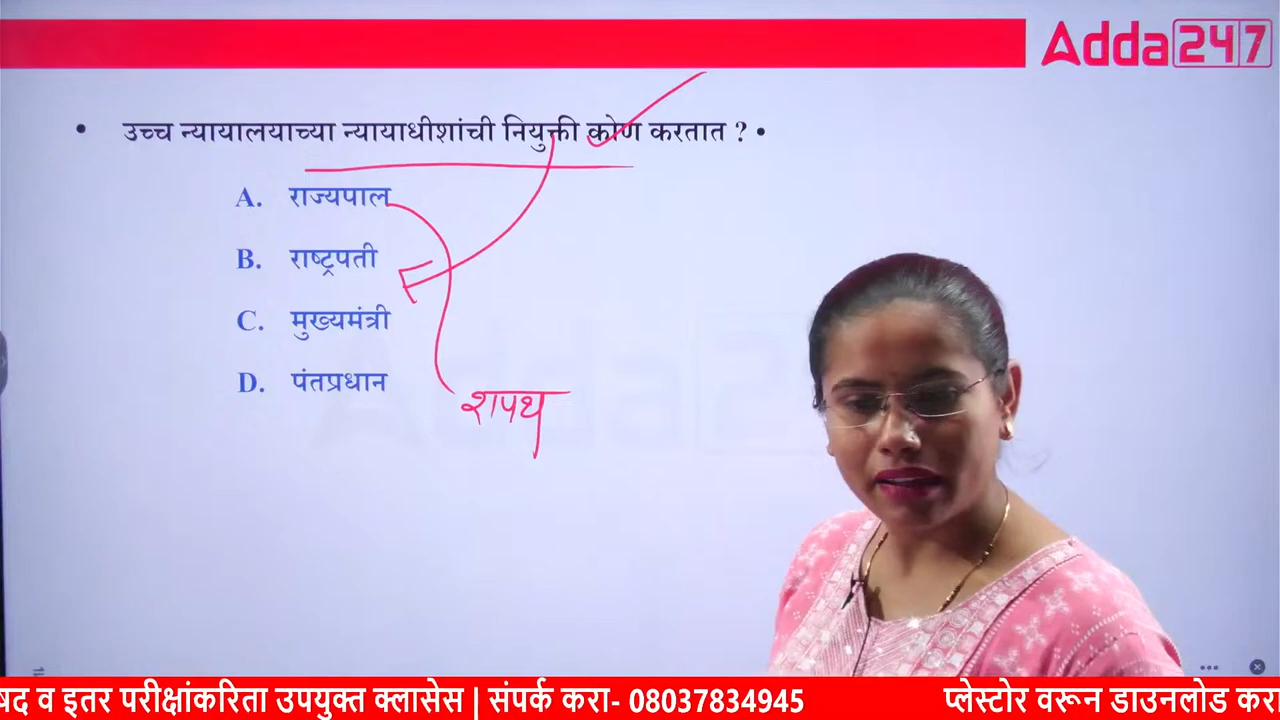 Adda247
• उच्च न्यायालयाच्या न्यायाधीशांची नियुक्ती कोण करतात ? •
A. राज्यपाल
B. राष्ट्रपती
C. मुख्यमंत्री
D. पंतप्रधान
शपथ
षद व इतर परीक्षांकरिता उपयुक्त क्लासेस | संपर्क करा- 08037834945 प्लेस्टोर वरून डाउनलोड करा